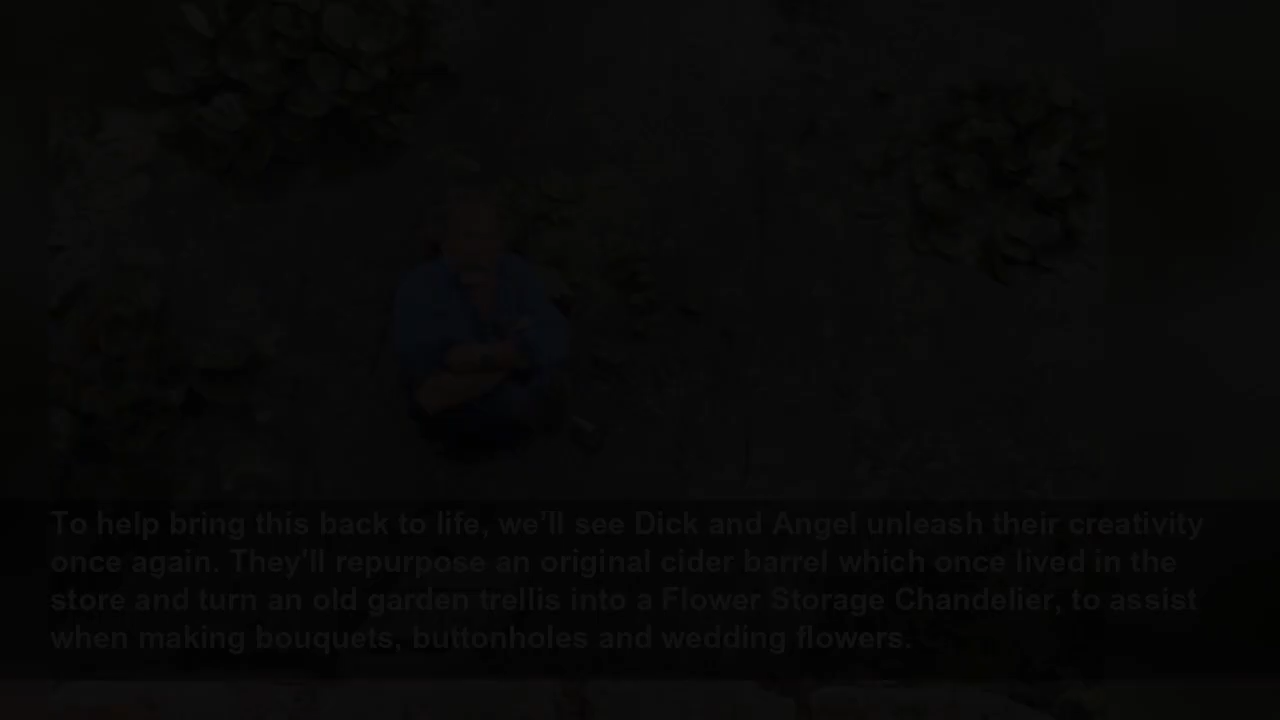 To help bring this back to life, we'll see Dick and Angel unleash their creativity
once again. They'll repurpose an original cider barrel which once lived in the
store and turn an old garden trellis into a Flower Storage Chandelier, to assist
when making bouquets, buttonholes and wedding flowers.